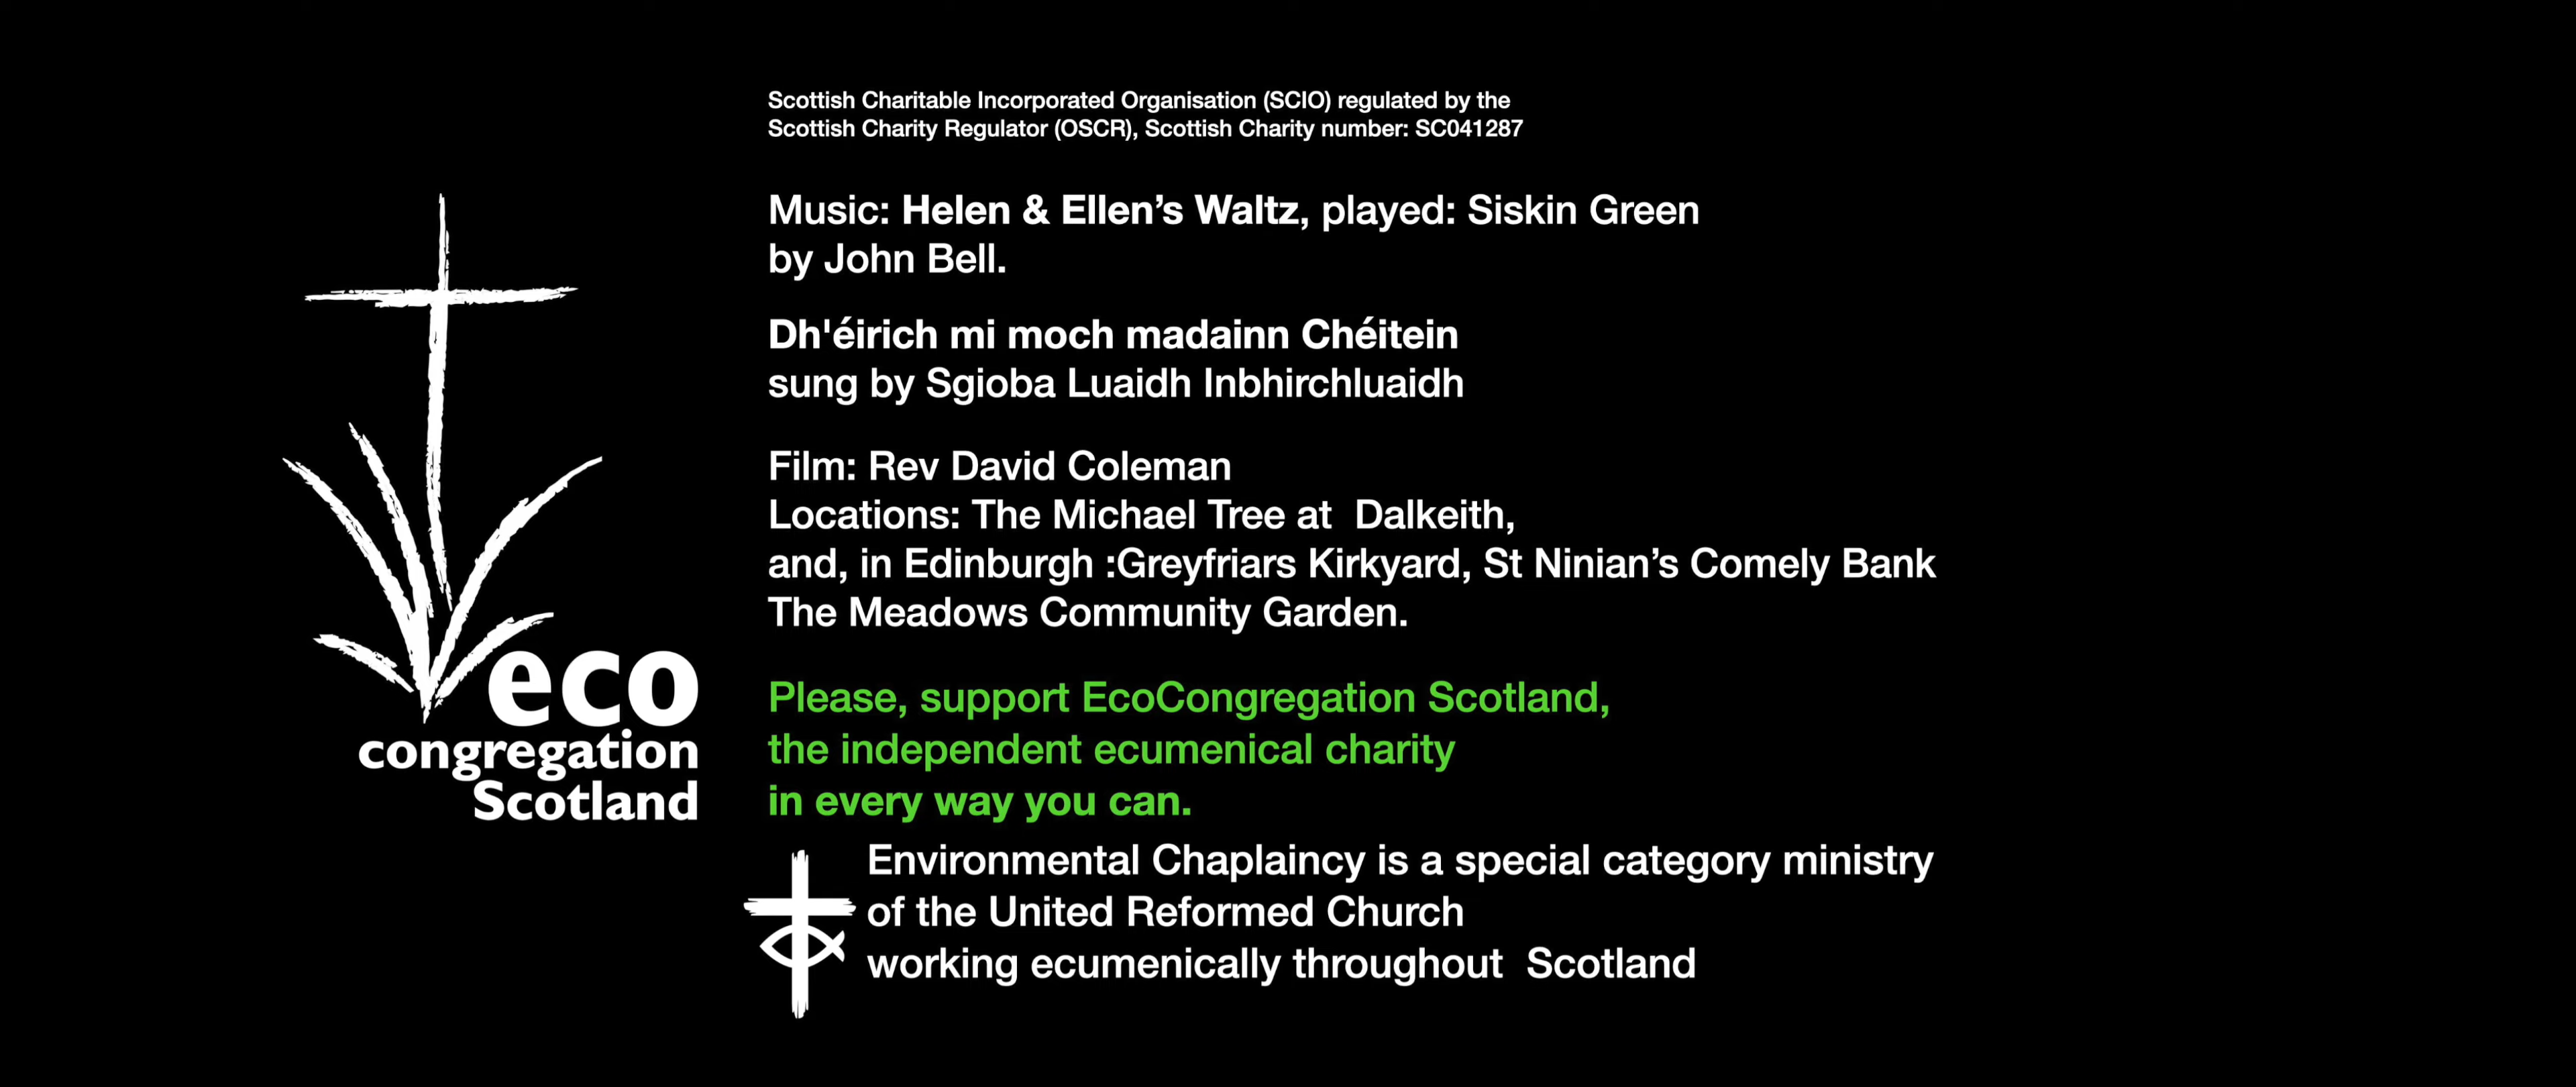 Scottish Charitable Incorporated Organisation (SCIO) regulated by the
Scottish Charity Regulator (OSCR), Scottish Charity number: SC041287
Music: Helen & Ellen’s Waltz, played: Siskin Green
by John Bell.
Dh'éirich mi moch madainn Chéitein
sung by Sgioba Luaidh Inbhirchluaidh
Film: Rev David Coleman
Locations: The Michael Tree at  Dalkeith,
and, in Edinburgh :Greyfriars Kirkyard, St Ninian’s Comely Bank
The Meadows Community Garden.
eco
congregation
Scotland
Please, support EcoCongregation Scotland,
the independent ecumenical charity
in every way you can.
Environmental Chaplaincy is a special category ministry
of the United Reformed Church
working ecumenically throughout  Scotland